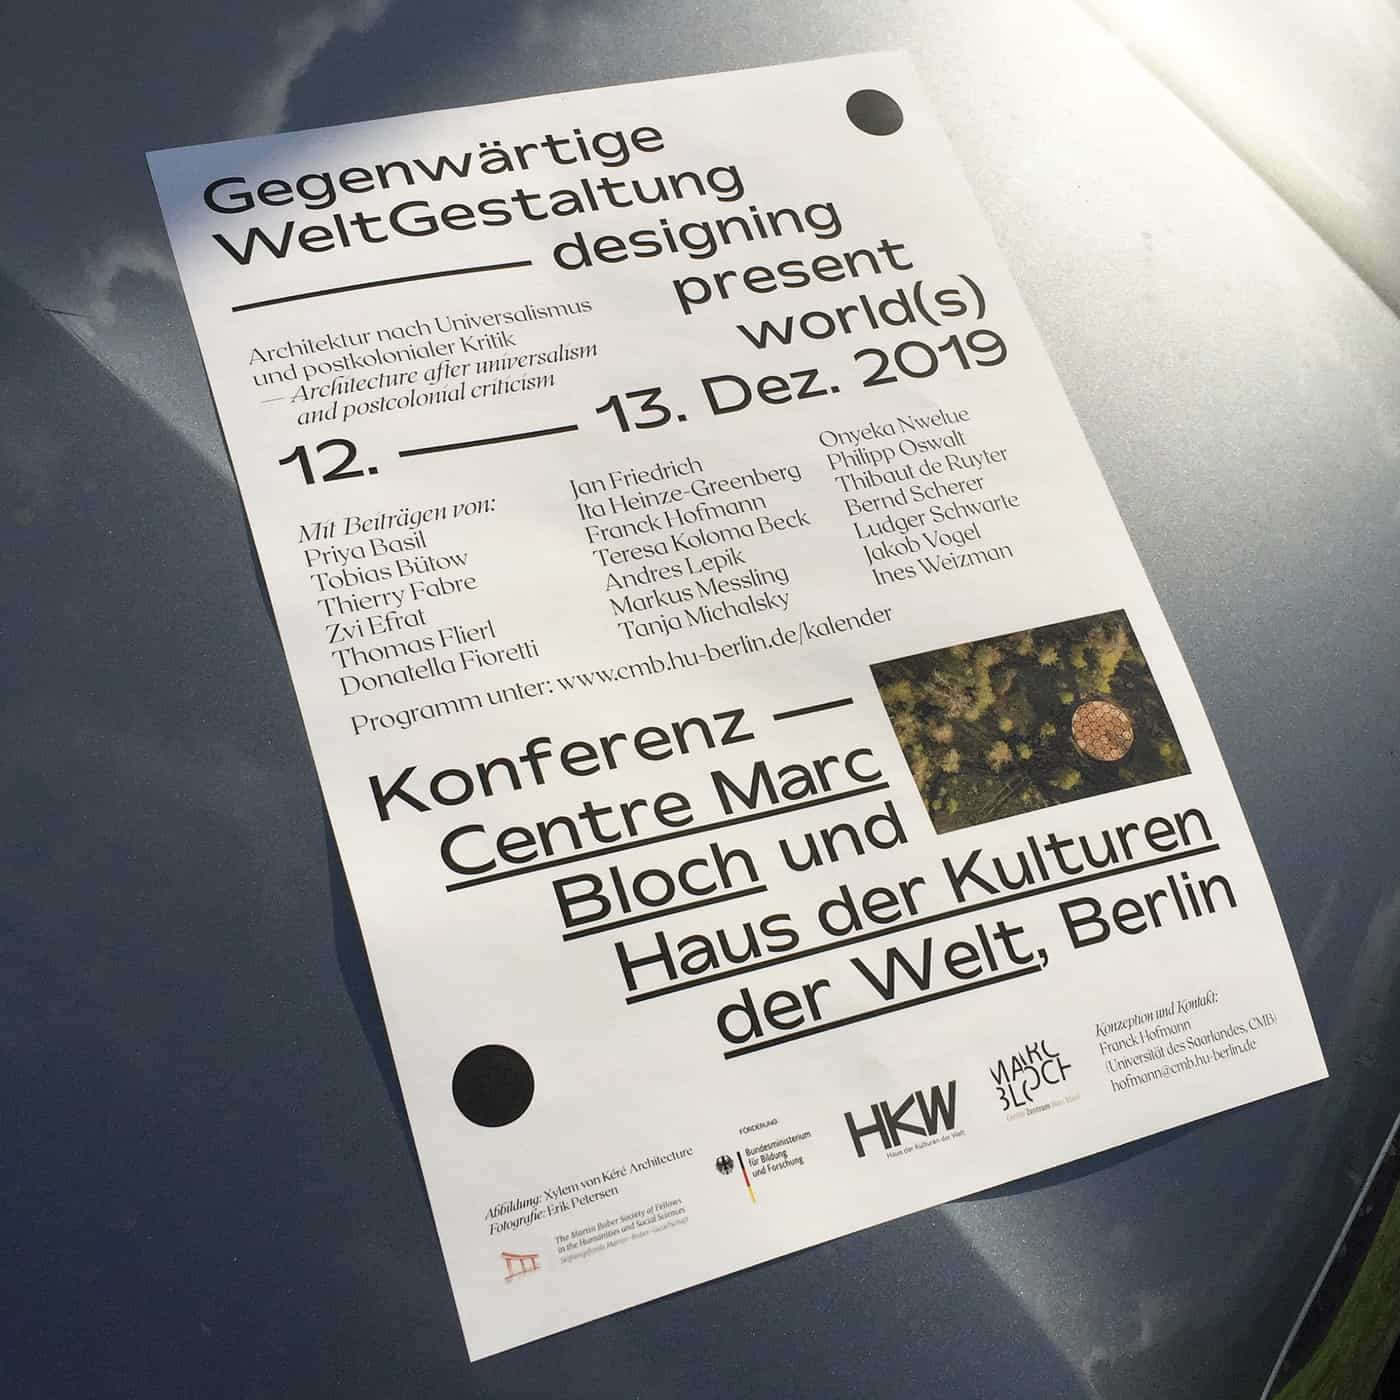 Gegenwärtige
WeltGestaltung
— designing
present
world(s)
Architektur nach Universalismus
und postkolonialer Kritik
— Architecture after universalism
and postcolonial criticism
12. — 13. Dez. 2019
Mit Beiträgen von:
Priya Basil
Tobias Bütow
Thierry Fabre
Zvi Efrat
Thomas Flierl
Donatella Fioretti
Jan Friedrich
Ita Heinze-Greenberg
Franck Hofmann
Teresa Koloma Beck
Andres Lepik
Markus Messling
Tanja Michalsky
Onyeka Nwelue
Philipp Oswalt
Thibaut de Ruyter
Bernd Scherer
Ludger Schwarte
Jakob Vogel
Ines Weizman
Programm unter: www.cmb.hu-berlin.de/kalender
Konferenz —
Centre Marc
Bloch und
Haus der Kulturen
der Welt, Berlin
Konzeption und Kontakt:
Franck Hofmann
(Universität des Saarlandes, CMB)
hofmann@cmb.hu-berlin.de
MARC
BLOCH
Centre Zentrum Marc Bloch
HKW
Haus der Kulturen der Welt
FÖRDERUNG
Bundesministerium
für Bildung
und Forschung
Abbildung: Xylem von Kéré Architecture
Fotografie: Erik Petersen
The Martin Buber Society of Fellows
in the Humanities and Social Sciences